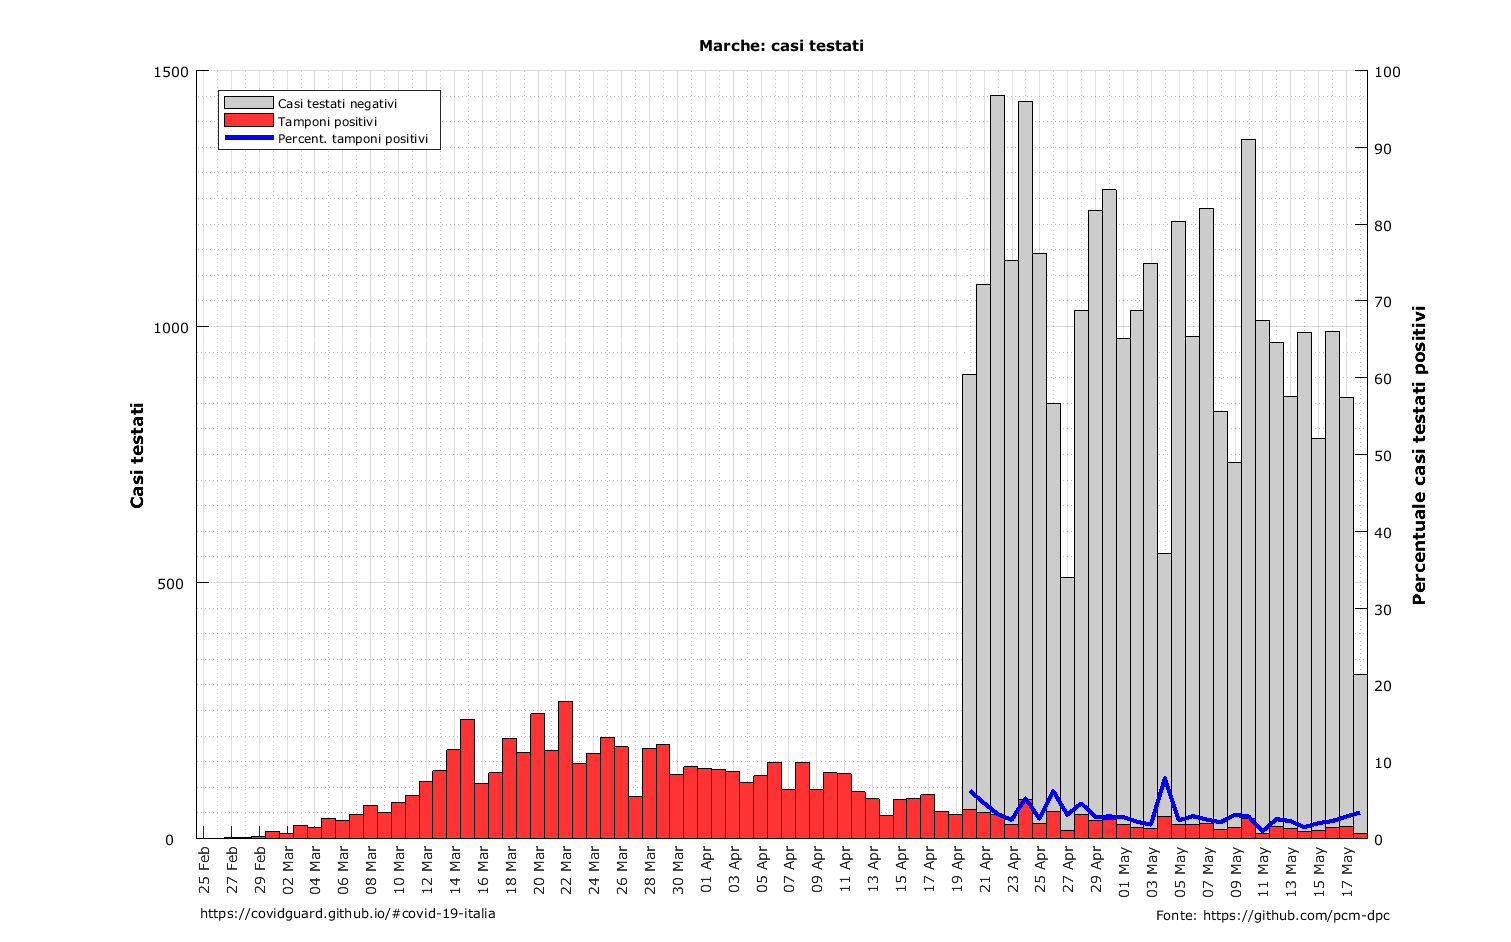 Marche: casi testati
1500
1000
500
0
Casi testati
Casi testati negativi
Tamponi positivi
Percent. tamponi positivi
100
90
80
70
60
50
40
30
20
10
0
Percentuale casi testati positivi
25 Feb
27 Feb
29 Feb
02 Mar
04 Mar
06 Mar
08 Mar
10 Mar
12 Mar
14 Mar
16 Mar
18 Mar
20 Mar
22 Mar
24 Mar
26 Mar
28 Mar
30 Mar
01 Apr
03 Apr
05 Apr
07 Apr
09 Apr
11 Apr
13 Apr
15 Apr
17 Apr
19 Apr
21 Apr
23 Apr
25 Apr
27 Apr
29 Apr
01 May
03 May
05 May
07 May
09 May
11 May
13 May
15 May
17 May
https://covidguard.github.io/#covid-19-italia
Fonte: https://github.com/pcm-dpc